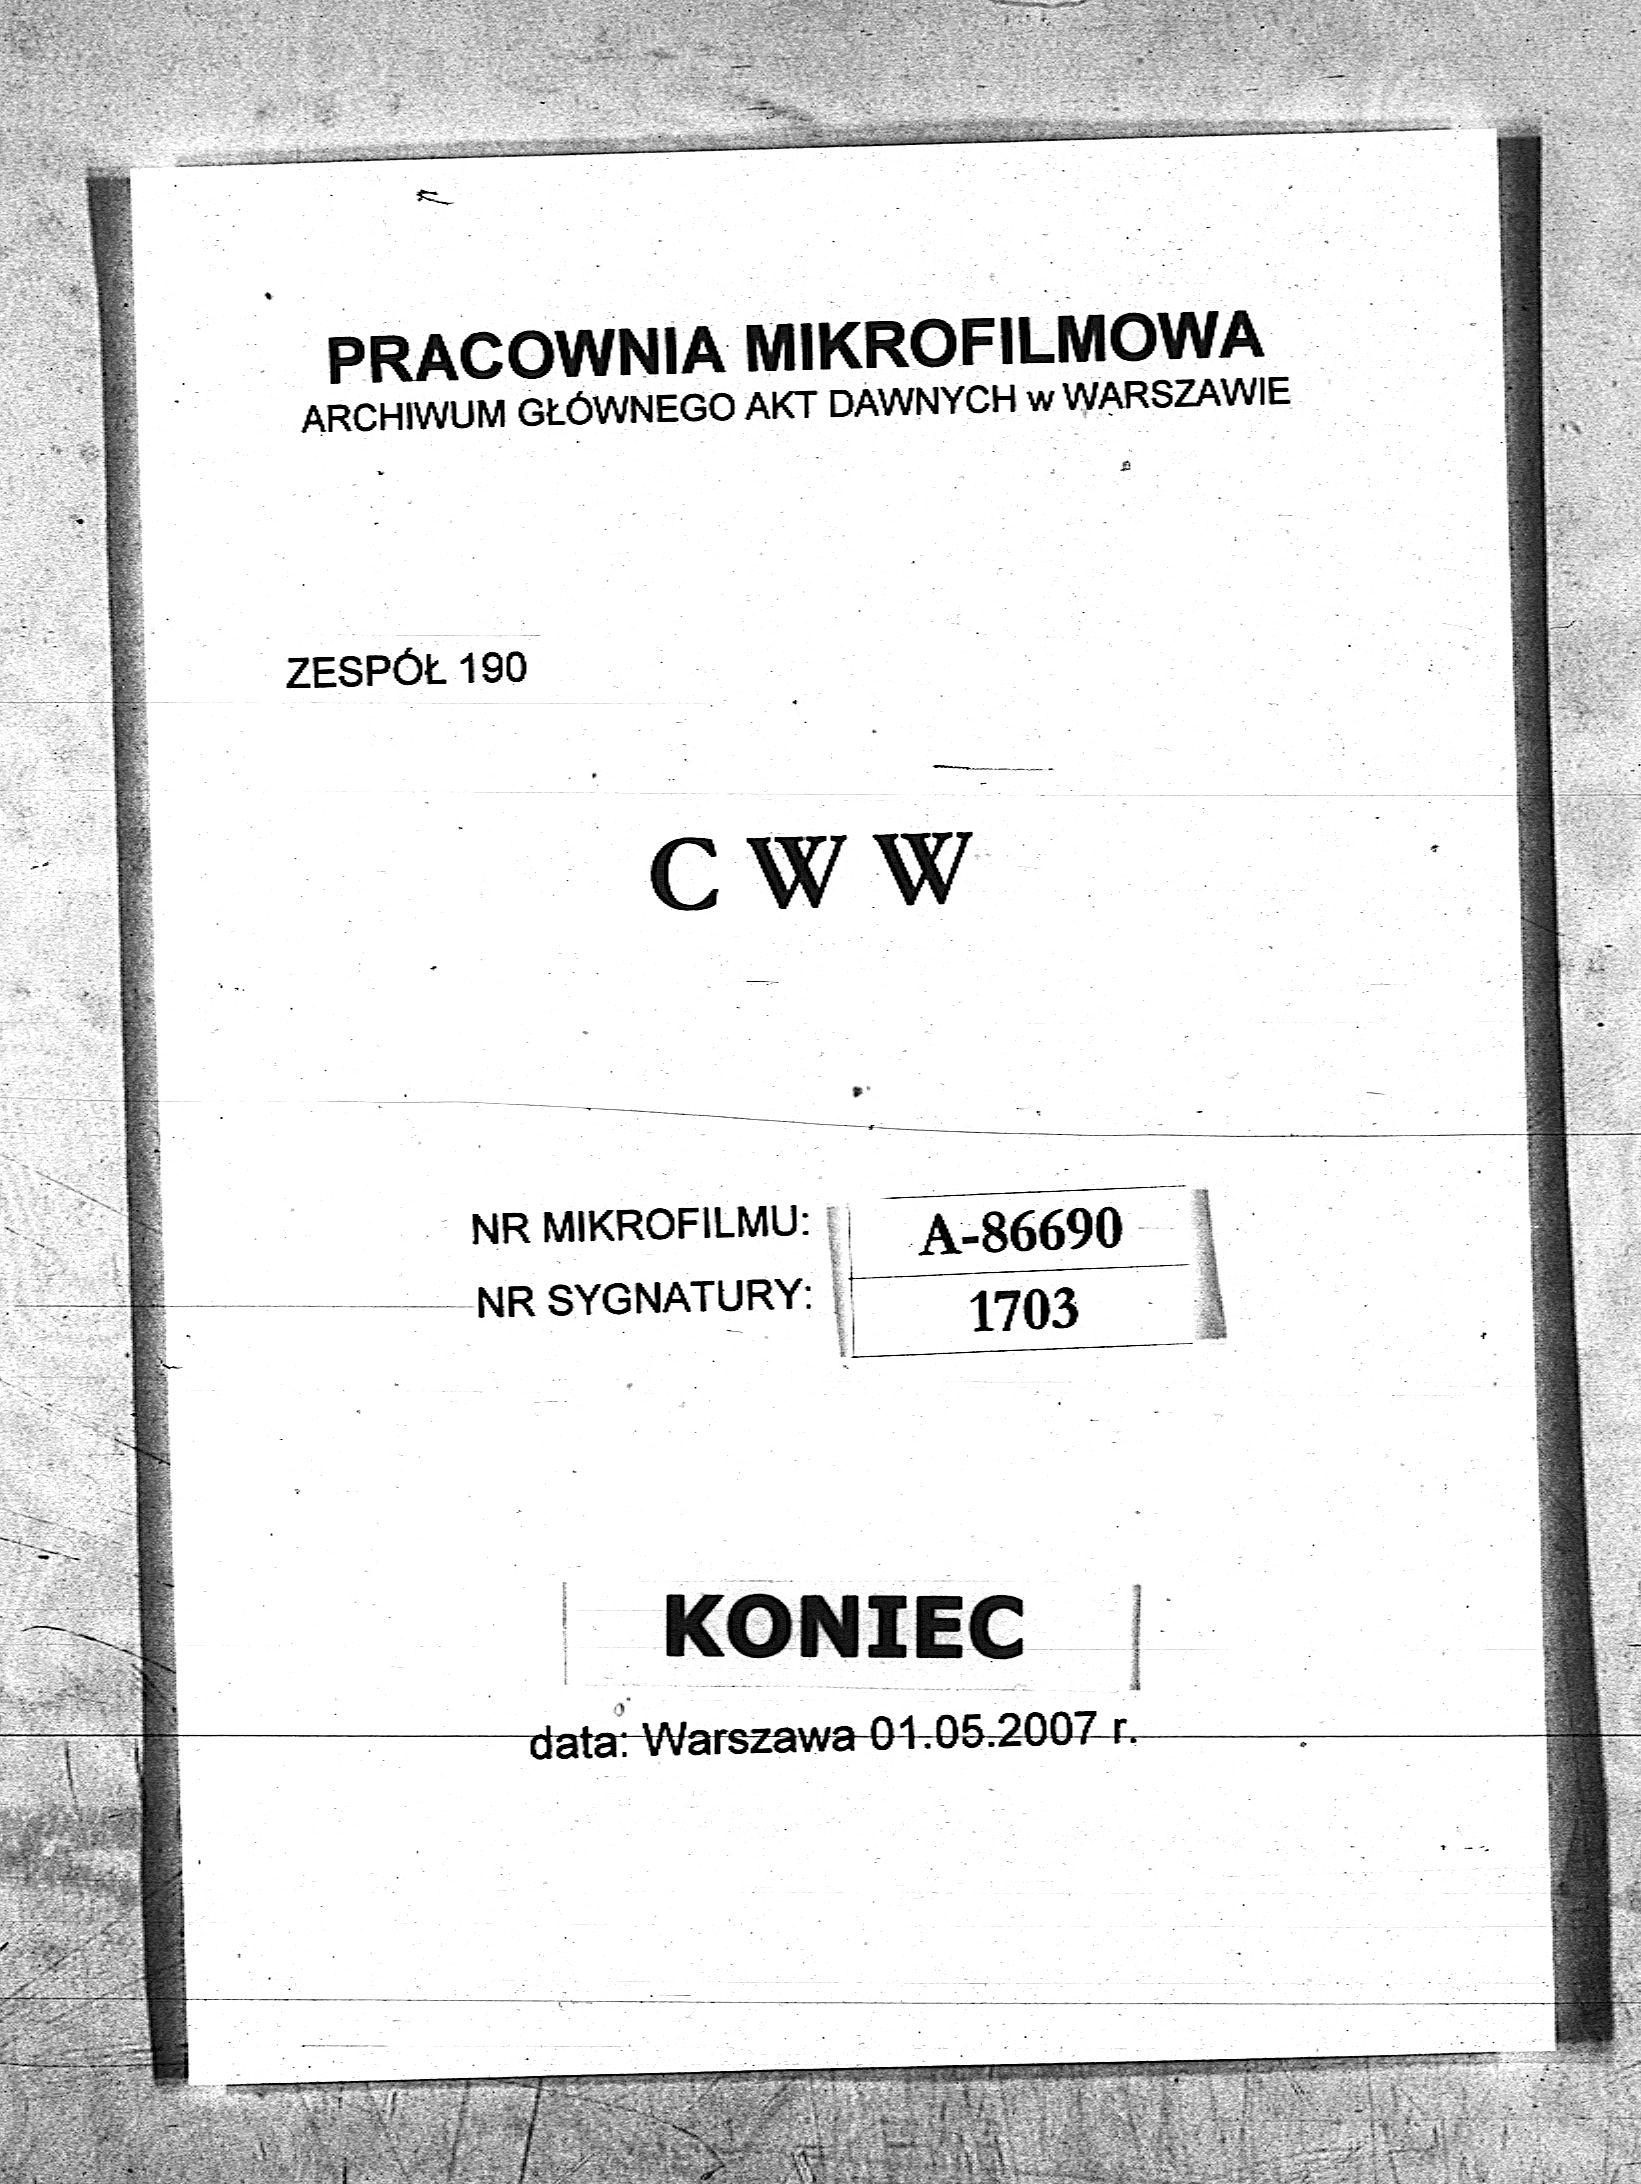 PRACOWNIA MIKROFILMOWA
ARCHIWUM GŁÓWNEGO AKT DAWNYCH w WARSZAWIE
ZESPÓŁ 190
C W W
NR MIKROFILMU: A-86690
NR SYGNATURY: 1703
KONIEC
data: Warszawa 01.05.2007 r.